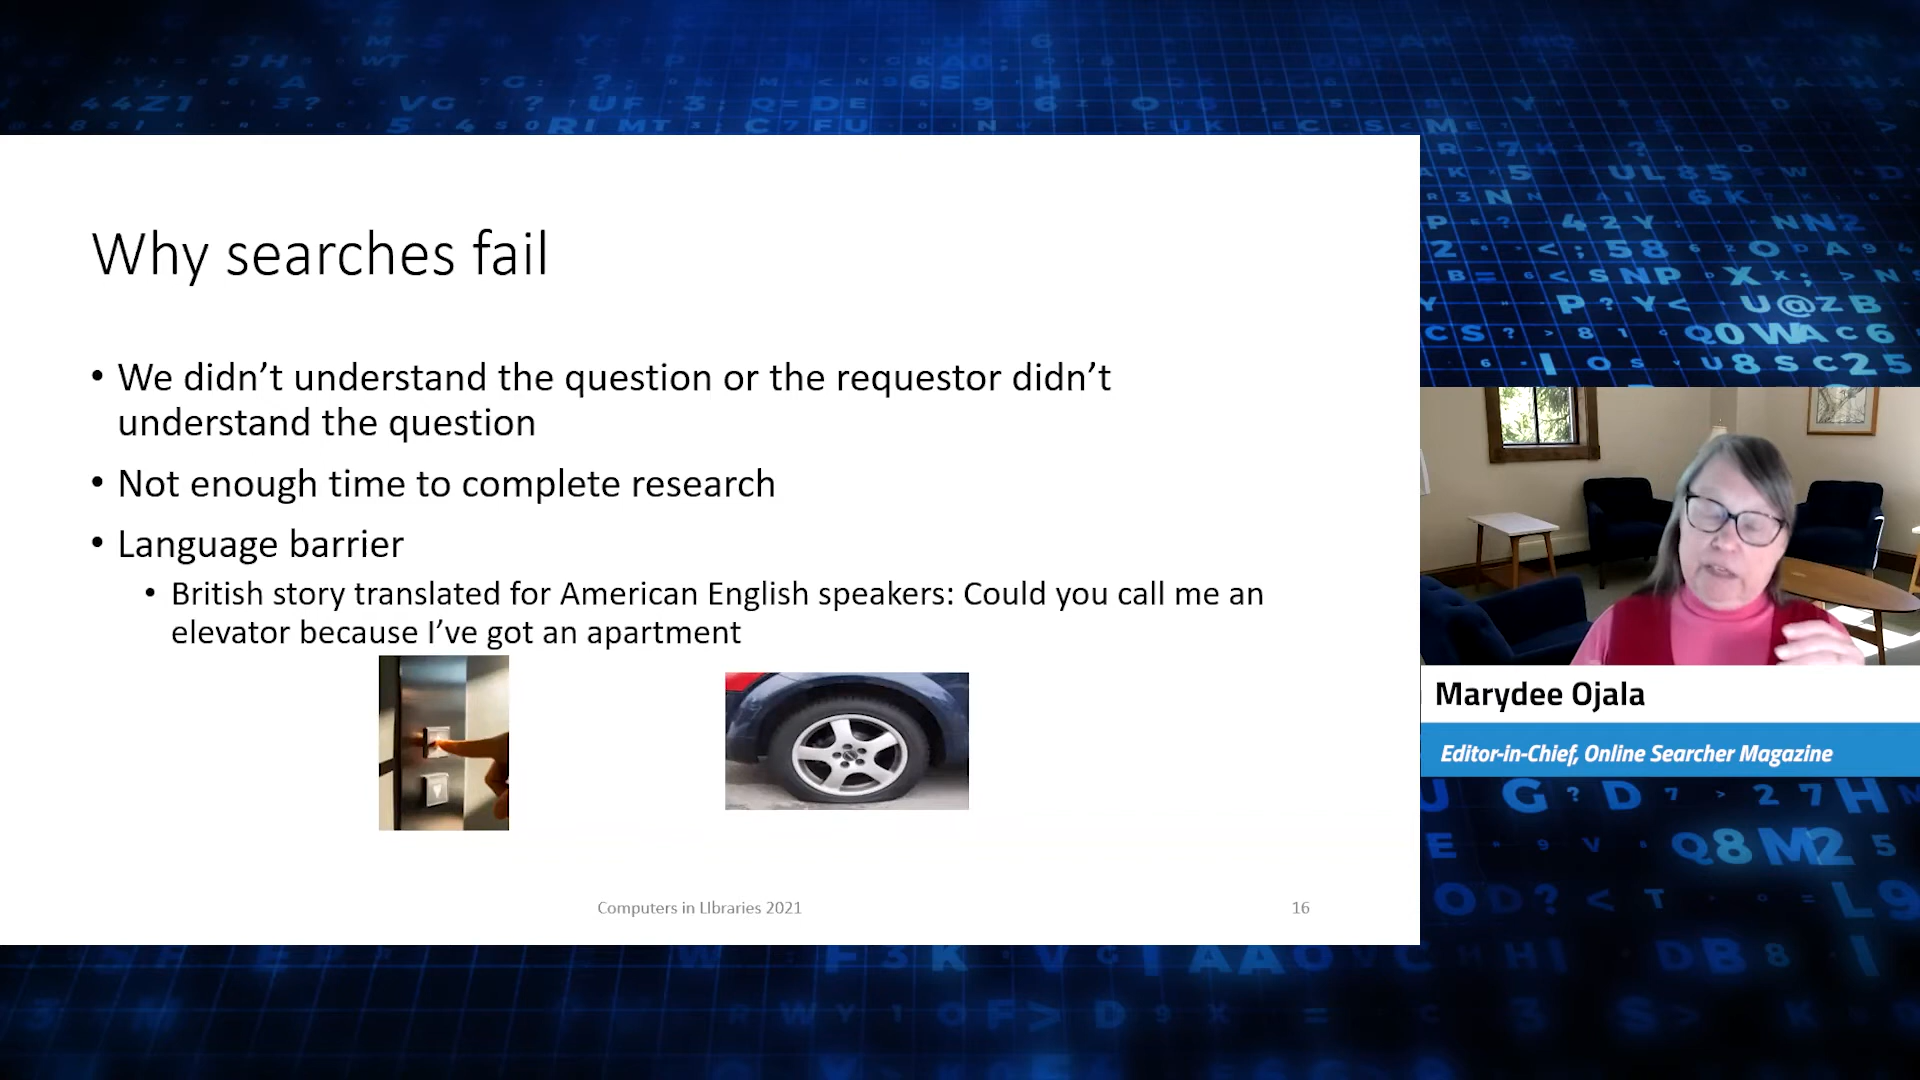 Why searches fail
• We didn’t understand the question or the requestor didn’t
understand the question
• Not enough time to complete research
• Language barrier
• British story translated for American English speakers: Could you call me an
elevator because I’ve got an apartment
Computers in LIbraries 2021
16
Marydee Ojala
Editor-in-Chief, Online Searcher Magazine